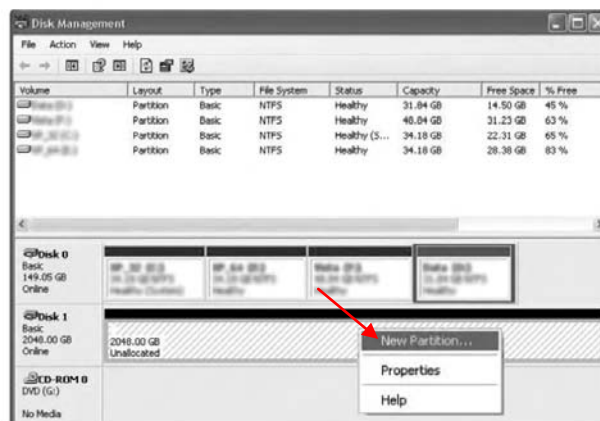 Disk Management
File Action View Help
Volume Layout Type File System Status Capacity Free Space % Free
Partition Basic NTFS Healthy 31.84 GB 14.50 GB 45 %
Partition Basic NTFS Healthy 48.84 GB 31.23 GB 63 %
Partition Basic NTFS Healthy (S... 34.18 GB 22.31 GB 65 %
Partition Basic NTFS Healthy 34.18 GB 28.38 GB 83 %
Disk 0
Basic
149.05 GB
Online
Disk 1
Basic
2048.00 GB
Online
2048.00 GB
Unallocated
New Partition...
Properties
Help
CD-ROM 0
DVD (G:)
No Media